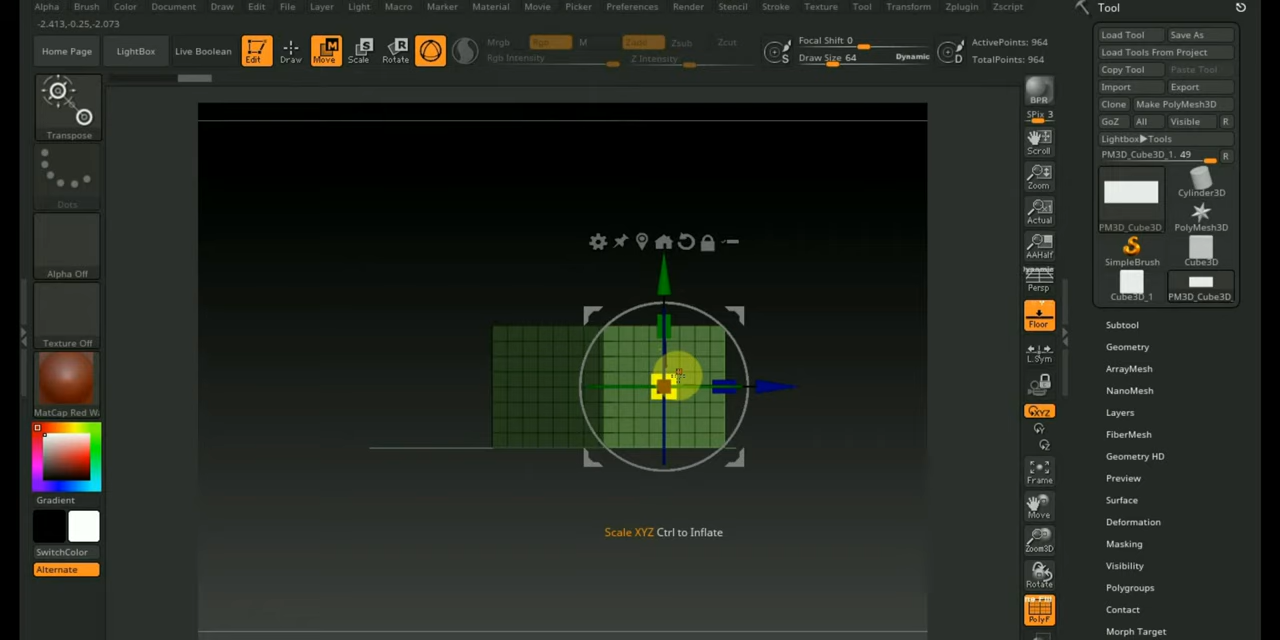 Alpha Brush Color Document Draw Edit File Layer Light Macro Marker Material Movie Picker Preferences Render Stencil Stroke Texture Tool Transform Zplugin Zscript
Tool
-2.413,-0.25,-2.073
Home Page
LightBox
Live Boolean
Edit
Draw
Move
Scale
Rotate
Mrgb
Rgb
M
Zadd
Zsub
Zcut
Rgb Intensity
Z Intensity
S
Focal Shift 0
Draw Size 64
Dynamic
D
ActivePoints: 964
TotalPoints: 964
Load Tool
Save As
Load Tools From Project
Copy Tool
Paste Tool
Import
Export
Clone
Make PolyMesh3D
GoZ
All
Visible
R
Lightbox▶Tools
PM3D_Cube3D_1. 49
R
PM3D_Cube3D
Cylinder3D
PolyMesh3D
SimpleBrush
Cube3D
Cube3D_1
PM3D_Cube3D_
Subtool
Geometry
ArrayMesh
NanoMesh
Layers
FiberMesh
Geometry HD
Preview
Surface
Deformation
Masking
Visibility
Polygroups
Contact
Morph Target
Transpose
Dots
Alpha Off
Texture Off
MatCap Red Wa
Gradient
SwitchColor
Alternate
BPR
SPix 3
Scroll
Zoom
Actual
AAHalf
Dynamic
Persp
Floor
L.Sym
XYZ
Frame
Move
Zoom3D
Rotate
PolyF
Scale XYZ Ctrl to Inflate